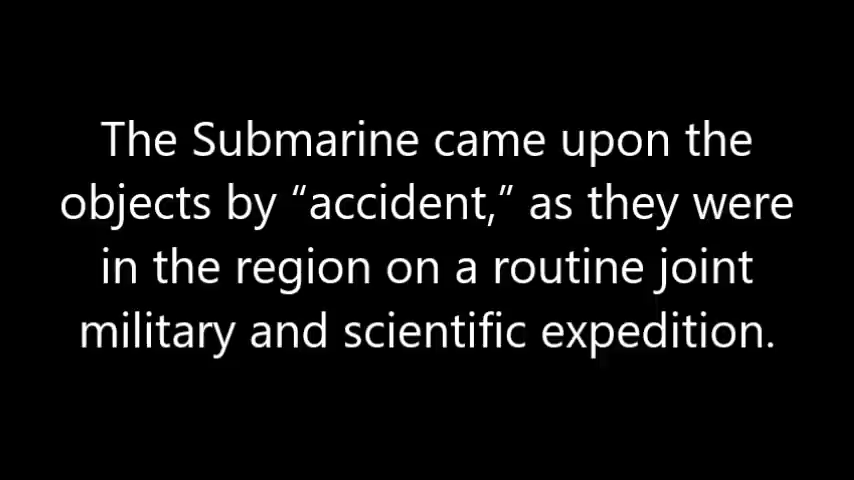 The Submarine came upon the
objects by “accident,” as they were
in the region on a routine joint
military and scientific expedition.